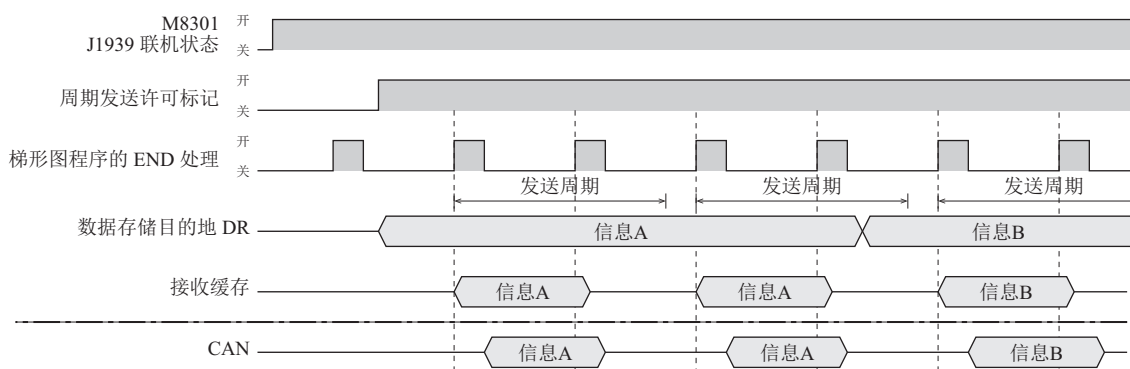 M8301 开
J1939 联机状态 关
开
周期发送许可标记
关
开
梯形图程序的 END 处理
关
发送周期 发送周期 发送周期
数据存储目的地 DR 信息A 信息B
接收缓存 信息A 信息A 信息B
CAN 信息A 信息A 信息B